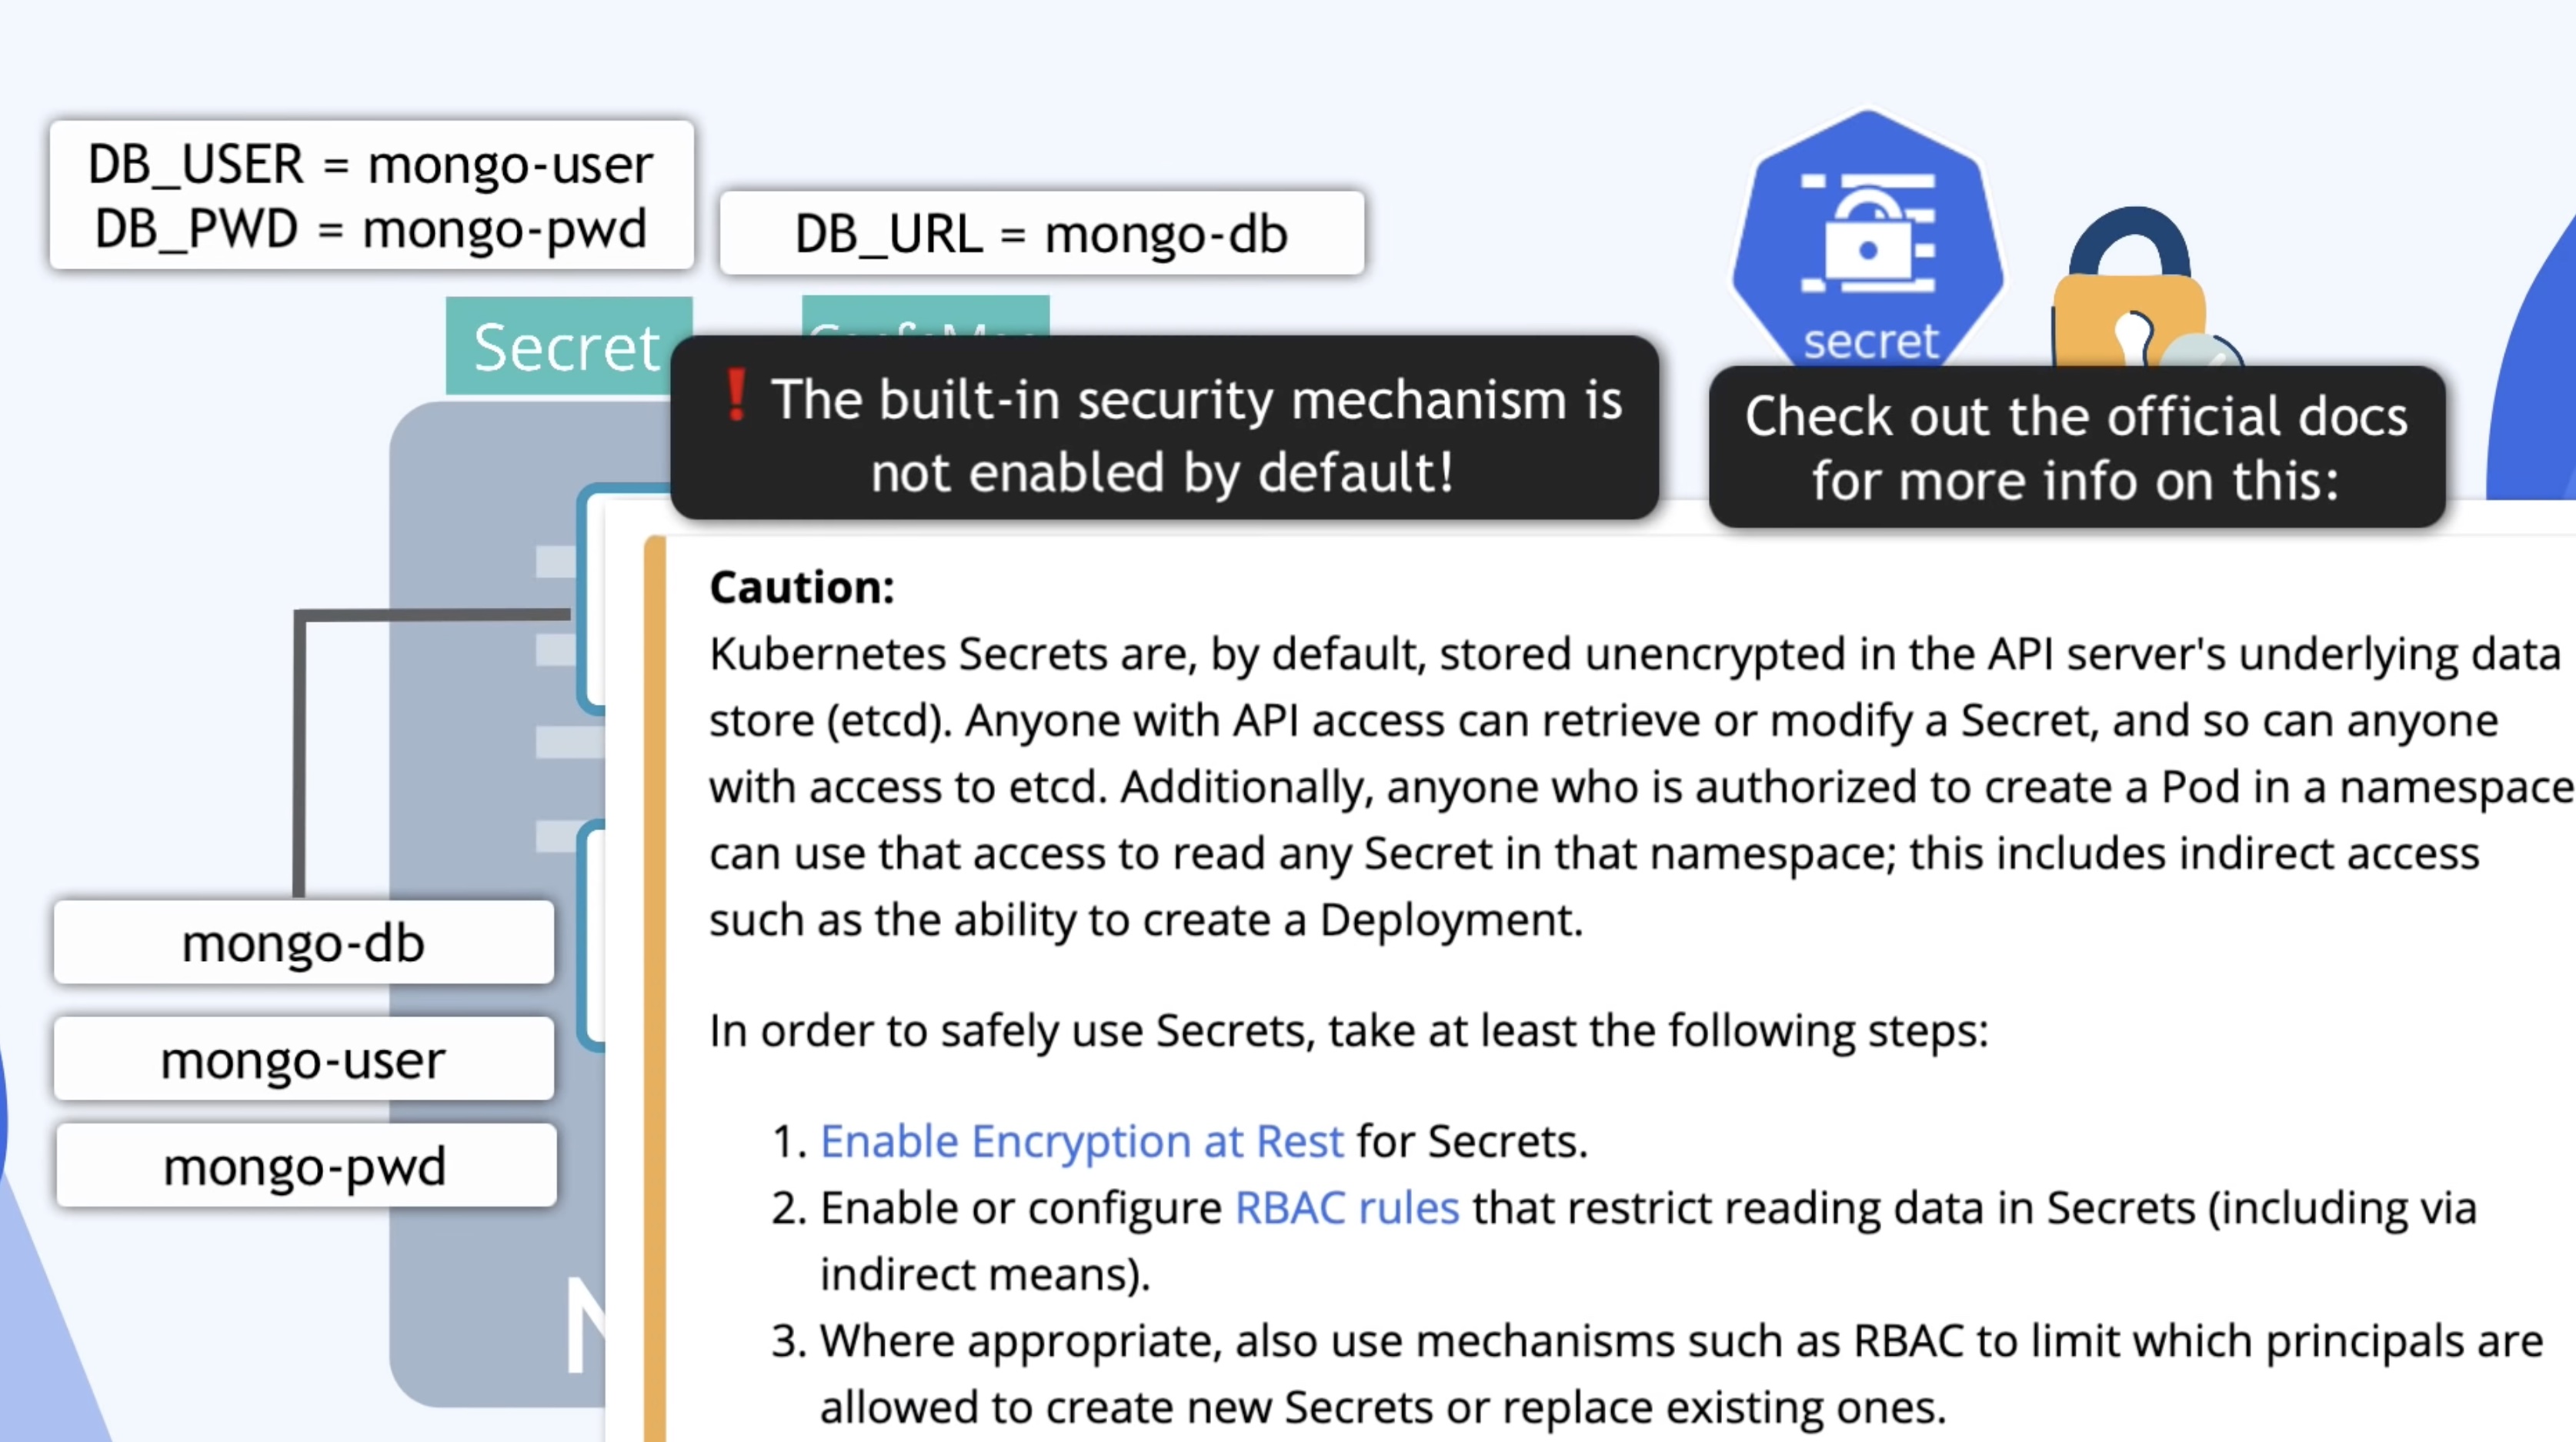 DB_USER = mongo-user
DB_PWD = mongo-pwd
DB_URL = mongo-db
Secret
secret
❗ The built-in security mechanism is
not enabled by default!
Check out the official docs
for more info on this:
Caution:
Kubernetes Secrets are, by default, stored unencrypted in the API server's underlying data
store (etcd). Anyone with API access can retrieve or modify a Secret, and so can anyone
with access to etcd. Additionally, anyone who is authorized to create a Pod in a namespace
can use that access to read any Secret in that namespace; this includes indirect access
such as the ability to create a Deployment.
In order to safely use Secrets, take at least the following steps:
1. Enable Encryption at Rest for Secrets.
2. Enable or configure RBAC rules that restrict reading data in Secrets (including via
indirect means).
3. Where appropriate, also use mechanisms such as RBAC to limit which principals are
allowed to create new Secrets or replace existing ones.
mongo-db
mongo-user
mongo-pwd